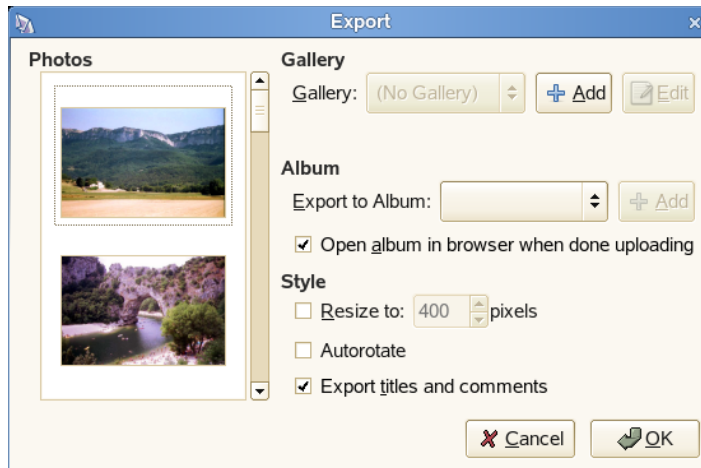 Export
Photos
Gallery
Gallery: (No Gallery) Add Edit
Album
Export to Album: Add
Open album in browser when done uploading
Style
Resize to: 400 pixels
Autorotate
Export titles and comments
Cancel OK